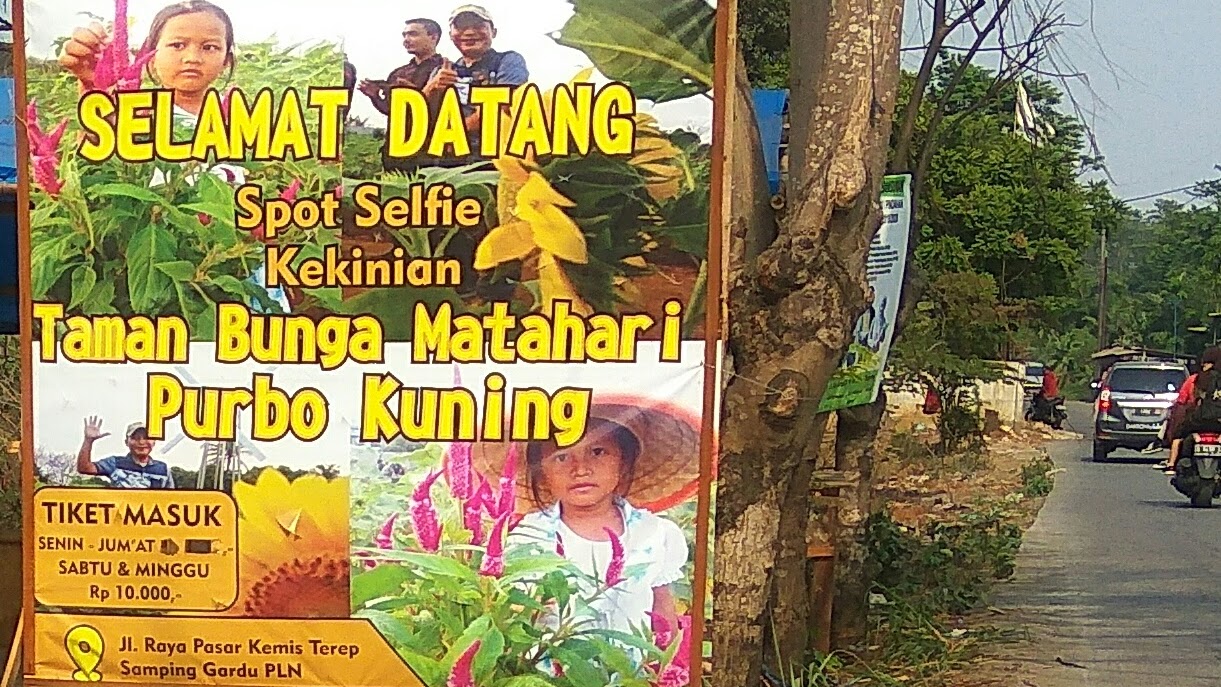 SELAMAT DATANG
Spot Selfie
Kekinian
Taman Bunga Matahari
Purbo Kuning
TIKET MASUK
SENIN - JUM'AT
SABTU & MINGGU
Rp 10.000,-
Jl. Raya Pasar Kemis Terep
Samping Gardu PLN